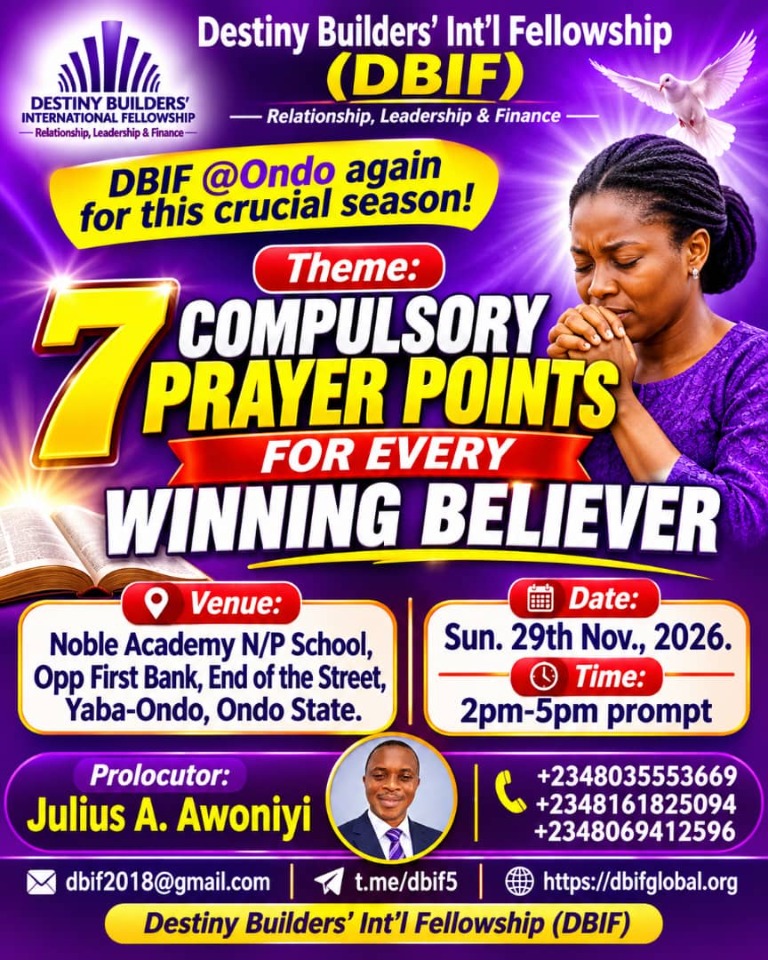 DESTINY BUILDERS'
INTERNATIONAL FELLOWSHIP
Relationship, Leadership & Finance
Destiny Builders' Int'l Fellowship
(DBIF)
Relationship, Leadership & Finance
DBIF @Ondo again
for this crucial season!
Theme:
7 COMPULSORY
PRAYER POINTS
FOR EVERY
WINNING BELIEVER
Venue:
Noble Academy N/P School,
Opp First Bank, End of the Street,
Yaba-Ondo, Ondo State.
Date:
Sun. 29th Nov., 2026.
Time:
2pm-5pm prompt
Prolocutor:
Julius A. Awoniyi
+2348035553669
+2348161825094
+2348069412596
dbif2018@gmail.com
t.me/dbif5
https://dbifglobal.org
Destiny Builders' Int'l Fellowship (DBIF)